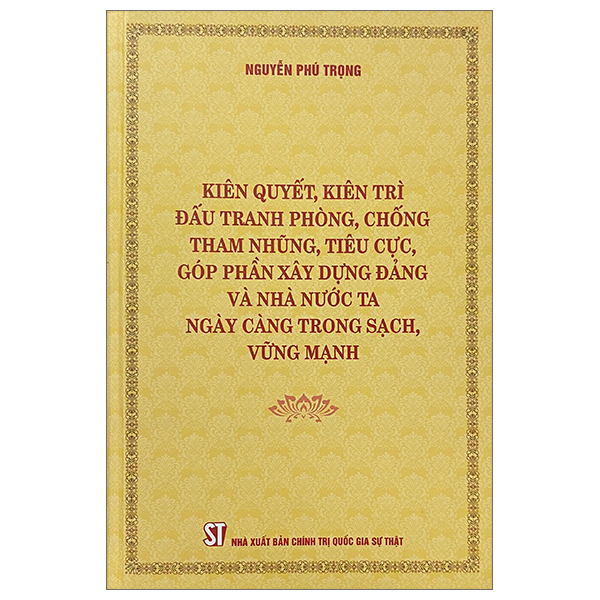 NGUYỄN PHÚ TRỌNG
KIÊN QUYẾT, KIÊN TRÌ
ĐẤU TRANH PHÒNG, CHỐNG
THAM NHŨNG, TIÊU CỰC,
GÓP PHẦN XÂY DỰNG ĐẢNG
VÀ NHÀ NƯỚC TA
NGÀY CÀNG TRONG SẠCH,
VỮNG MẠNH
ST NHÀ XUẤT BẢN CHÍNH TRỊ QUỐC GIA SỰ THẬT